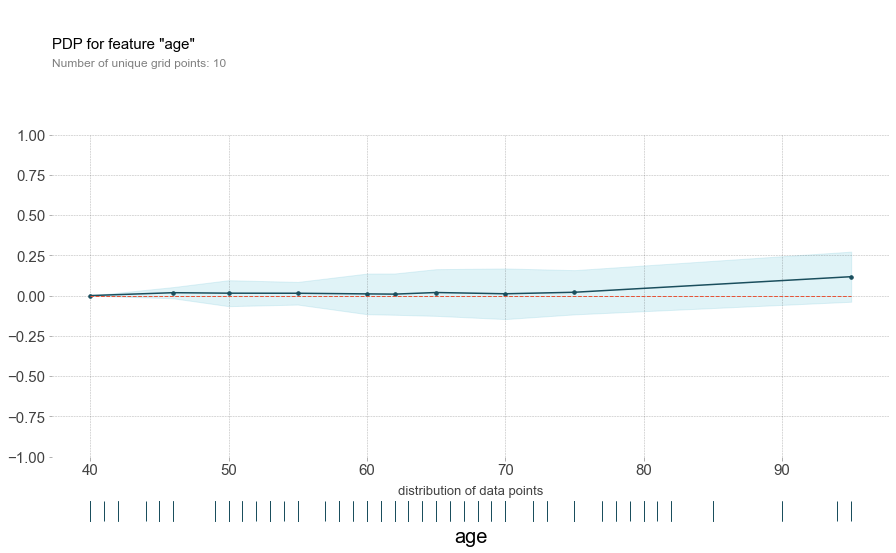 PDP for feature "age"
Number of unique grid points: 10
1.00
0.75
0.50
0.25
0.00
−0.25
−0.50
−0.75
−1.00
40 50 60 70 80 90
distribution of data points
age